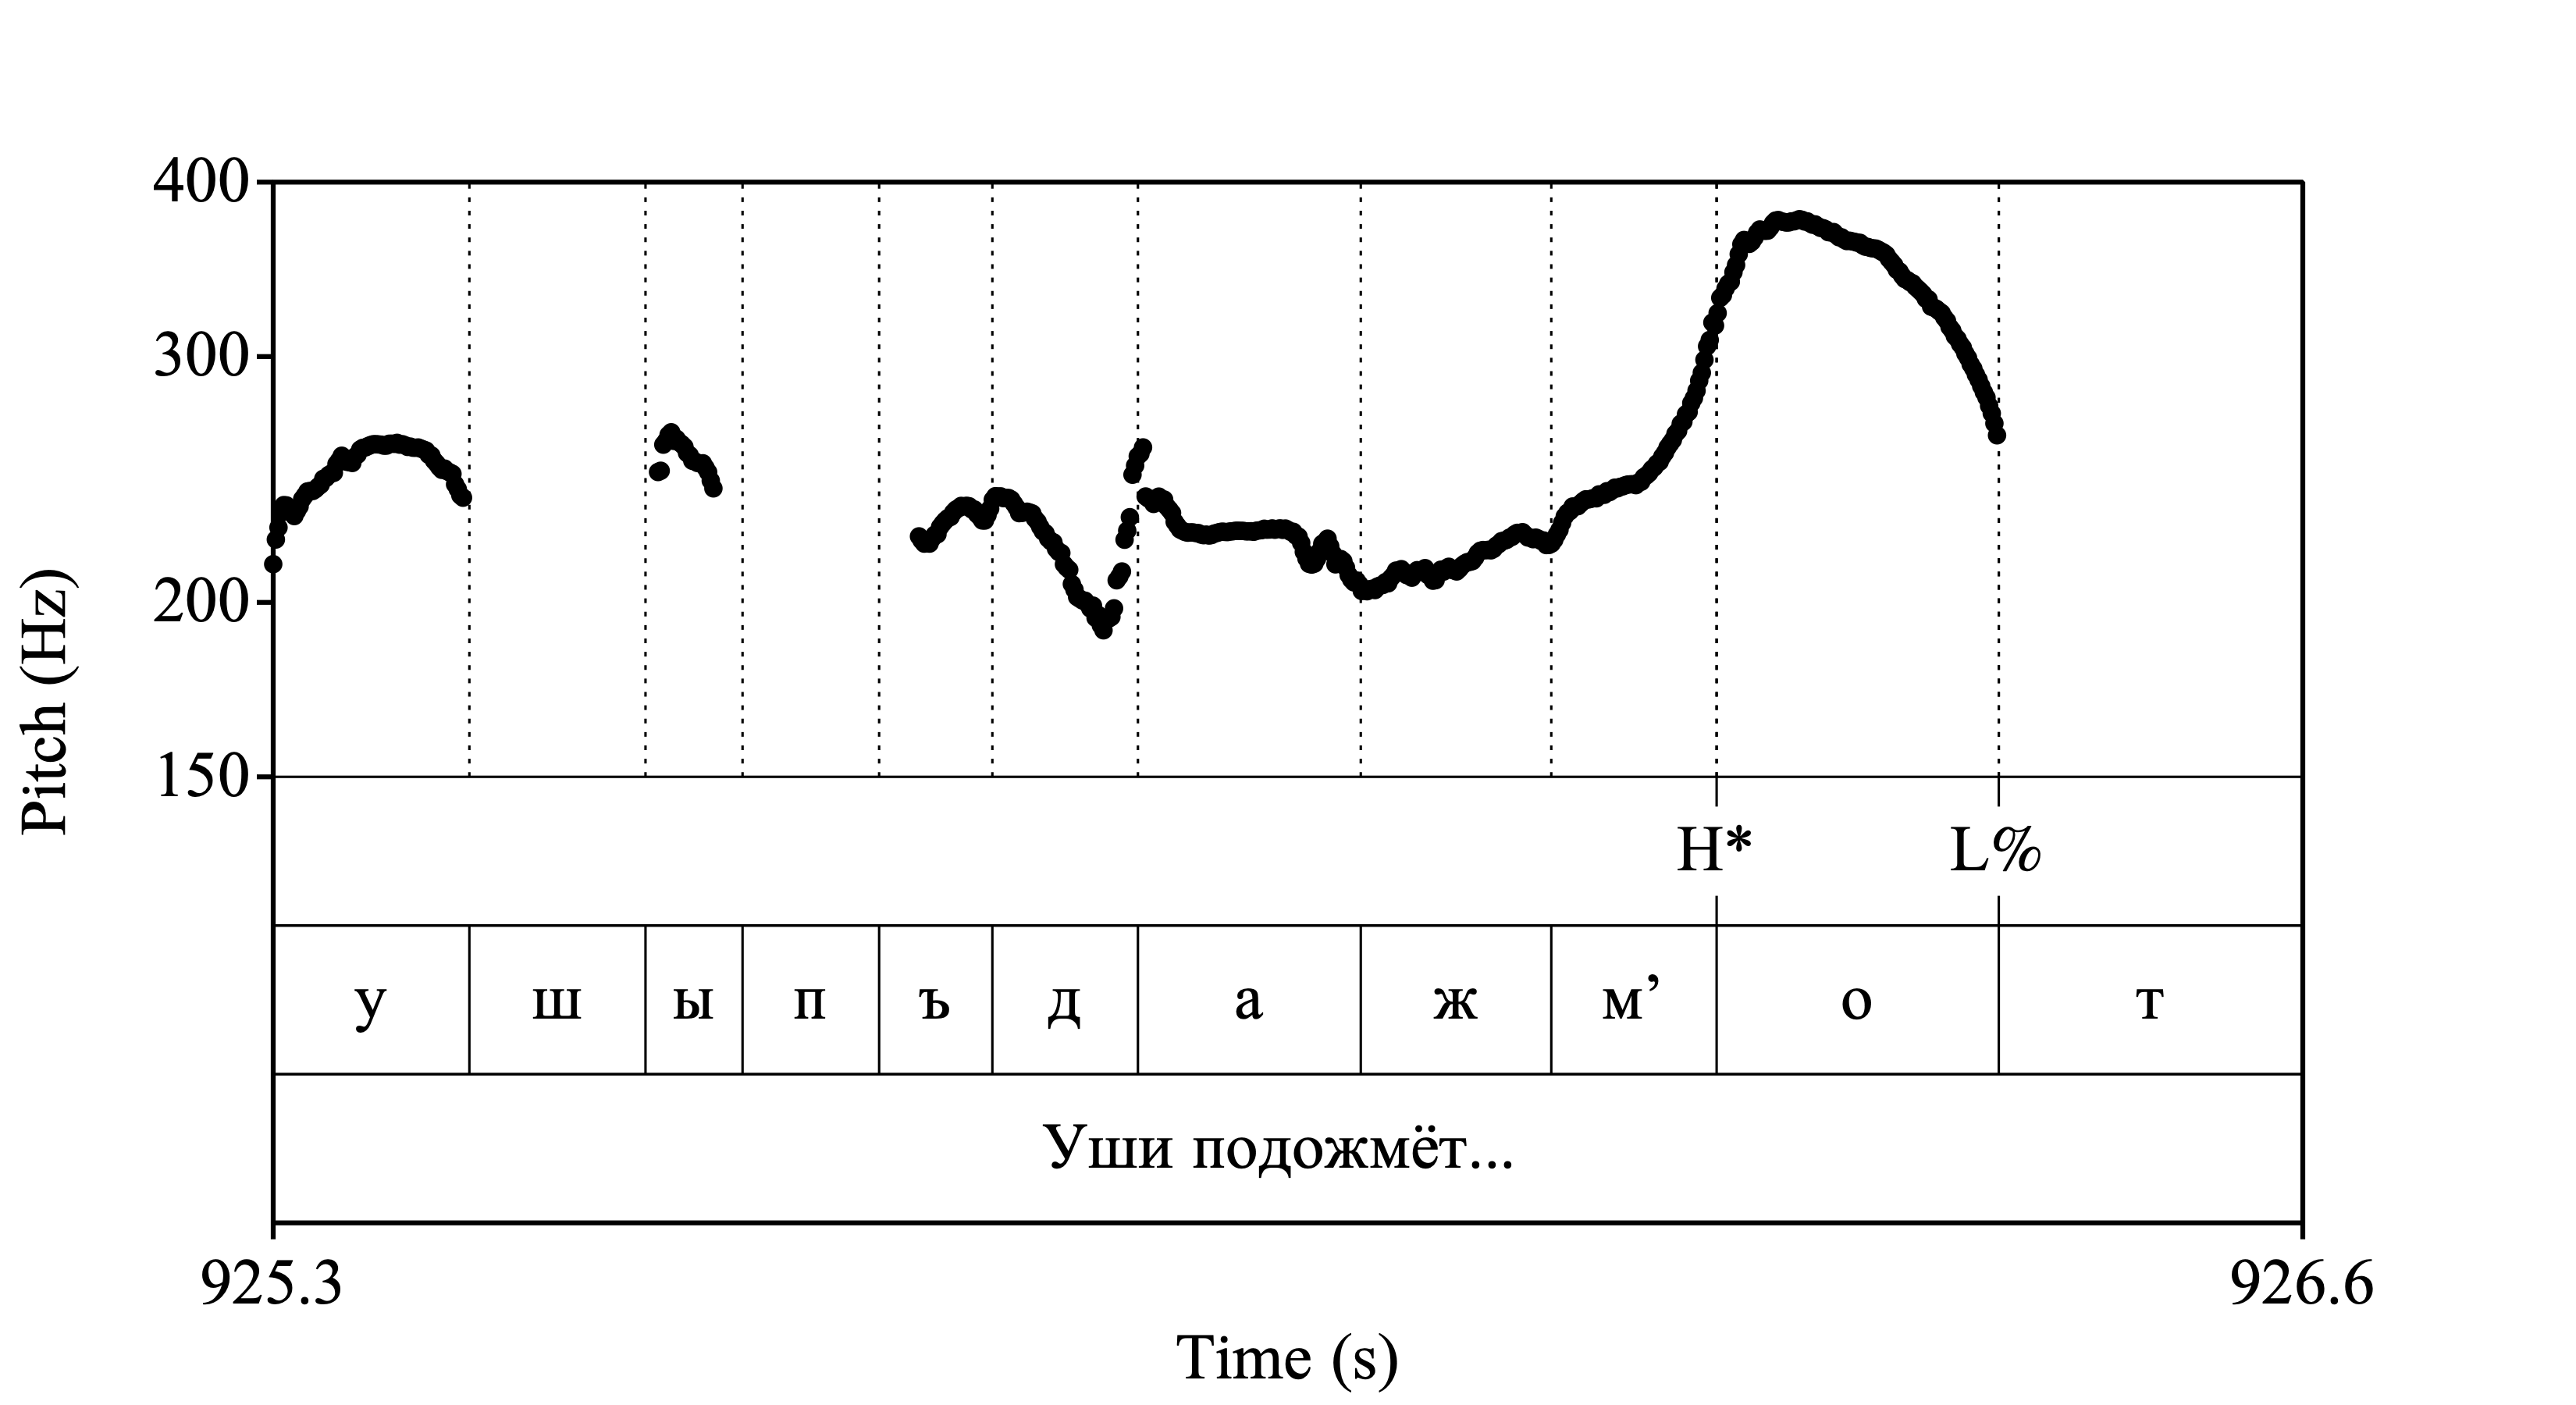 400
300
200
150
Pitch (Hz)
H* L%
у ш ы п ъ д а ж м’ о т
Уши подожмёт...
925.3 926.6
Time (s)